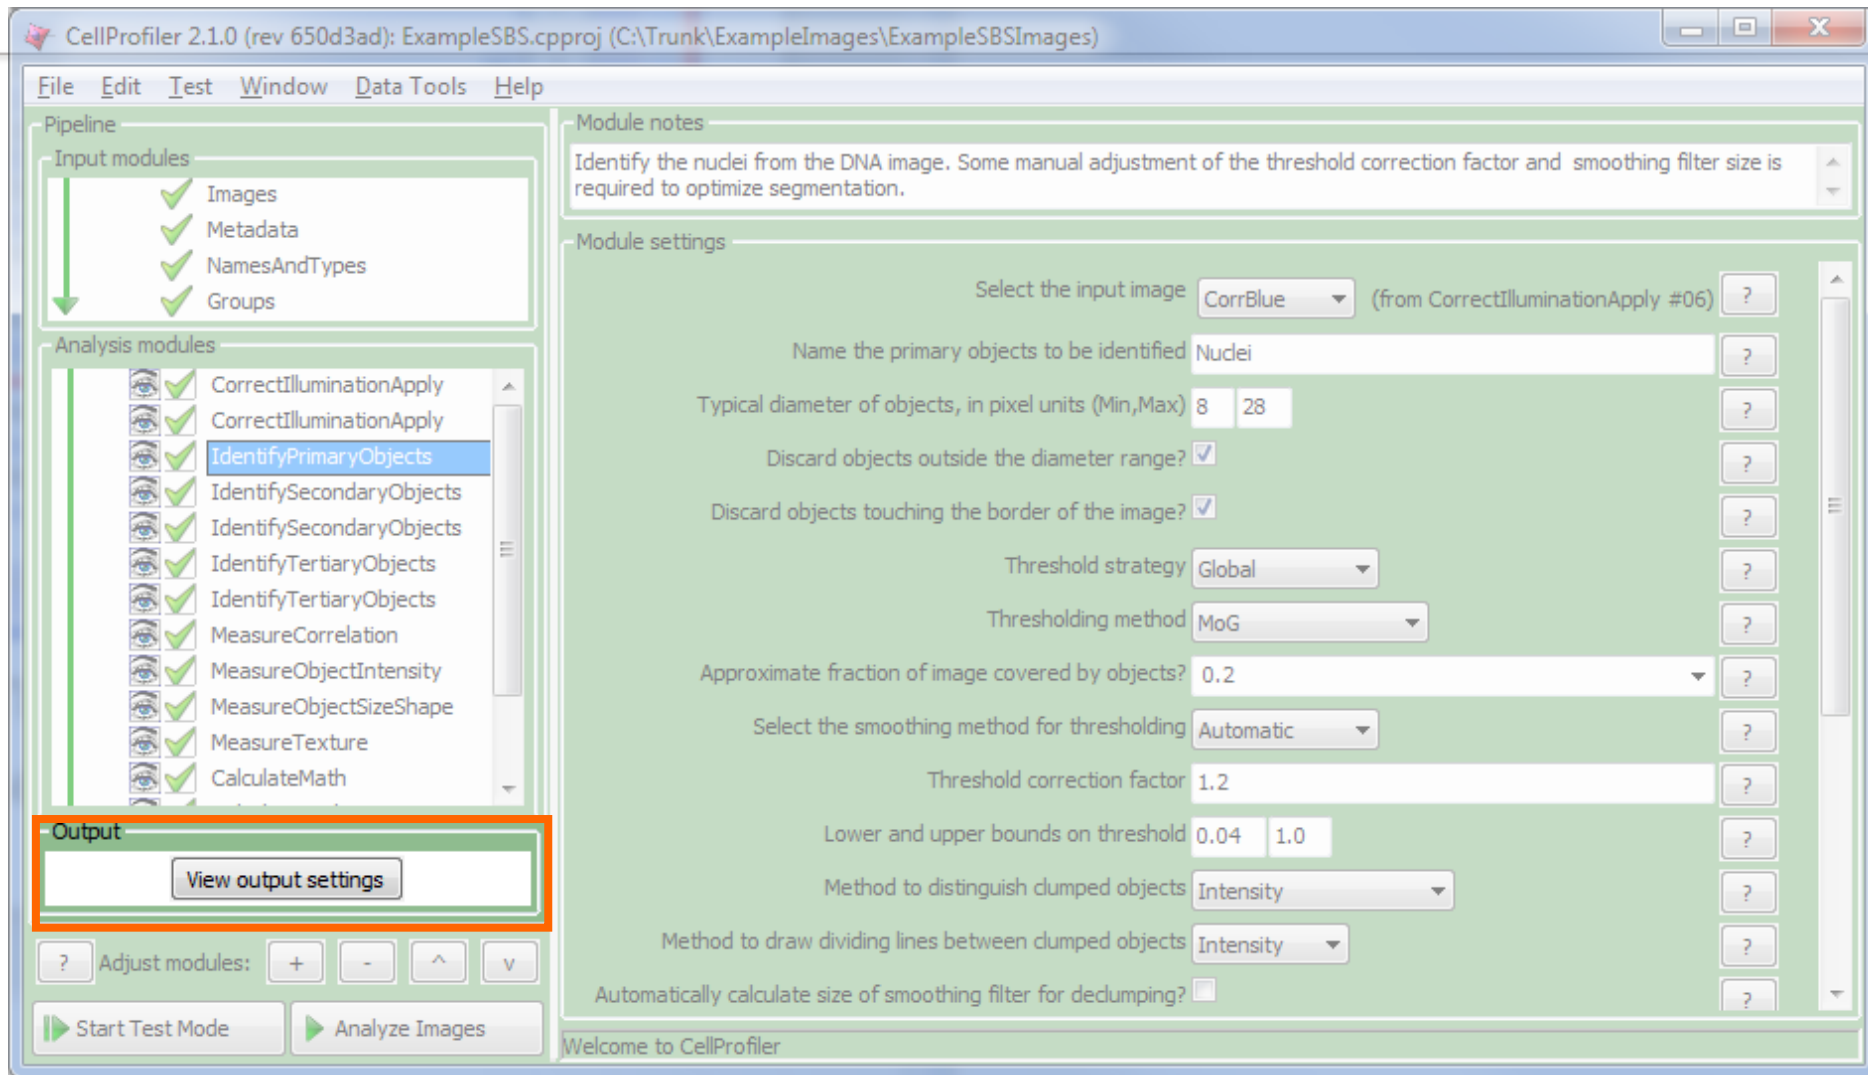 CellProfiler 2.1.0 (rev 650d3ad): ExampleSBS.cpproj (C:\Trunk\ExampleImages\ExampleSBSImages)
File Edit Test Window Data Tools Help
Pipeline
Input modules
Images
Metadata
NamesAndTypes
Groups
Analysis modules
CorrectIlluminationApply
CorrectIlluminationApply
IdentifyPrimaryObjects
IdentifySecondaryObjects
IdentifySecondaryObjects
IdentifyTertiaryObjects
IdentifyTertiaryObjects
MeasureCorrelation
MeasureObjectIntensity
MeasureObjectSizeShape
MeasureTexture
CalculateMath
Output
View output settings
? Adjust modules: + - ^ v
Start Test Mode Analyze Images
Module notes
Identify the nuclei from the DNA image. Some manual adjustment of the threshold correction factor and smoothing filter size is
required to optimize segmentation.
Module settings
Select the input image CorrBlue (from CorrectIlluminationApply #06) ?
Name the primary objects to be identified Nuclei ?
Typical diameter of objects, in pixel units (Min,Max) 8 28 ?
Discard objects outside the diameter range? ?
Discard objects touching the border of the image? ?
Threshold strategy Global ?
Thresholding method MoG ?
Approximate fraction of image covered by objects? 0.2 ?
Select the smoothing method for thresholding Automatic ?
Threshold correction factor 1.2 ?
Lower and upper bounds on threshold 0.04 1.0 ?
Method to distinguish clumped objects Intensity ?
Method to draw dividing lines between clumped objects Intensity ?
Automatically calculate size of smoothing filter for declumping? ?
Welcome to CellProfiler